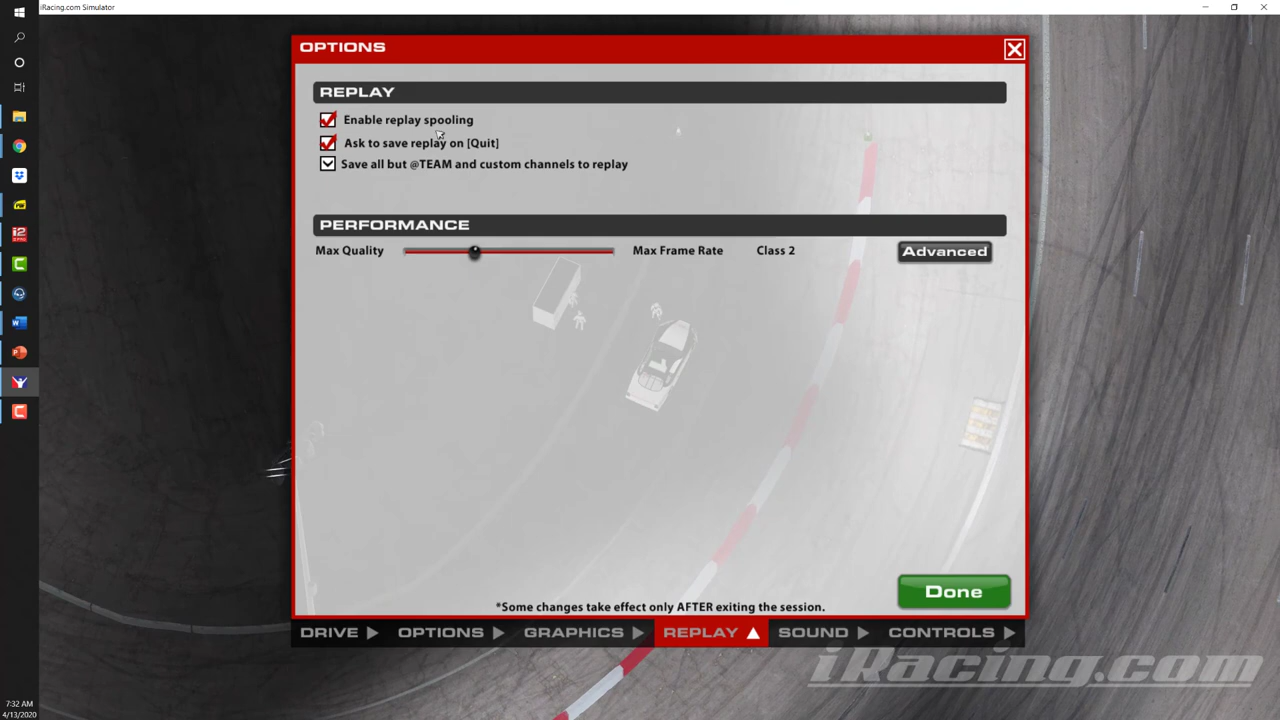 iRacing.com Simulator
OPTIONS
REPLAY
Enable replay spooling
Ask to save replay on [Quit]
Save all but @TEAM and custom channels to replay
PERFORMANCE
Max Quality Max Frame Rate Class 2 Advanced
Done
*Some changes take effect only AFTER exiting the session.
DRIVE OPTIONS GRAPHICS REPLAY SOUND CONTROLS
iRacing.com
7:32 AM
4/13/2020